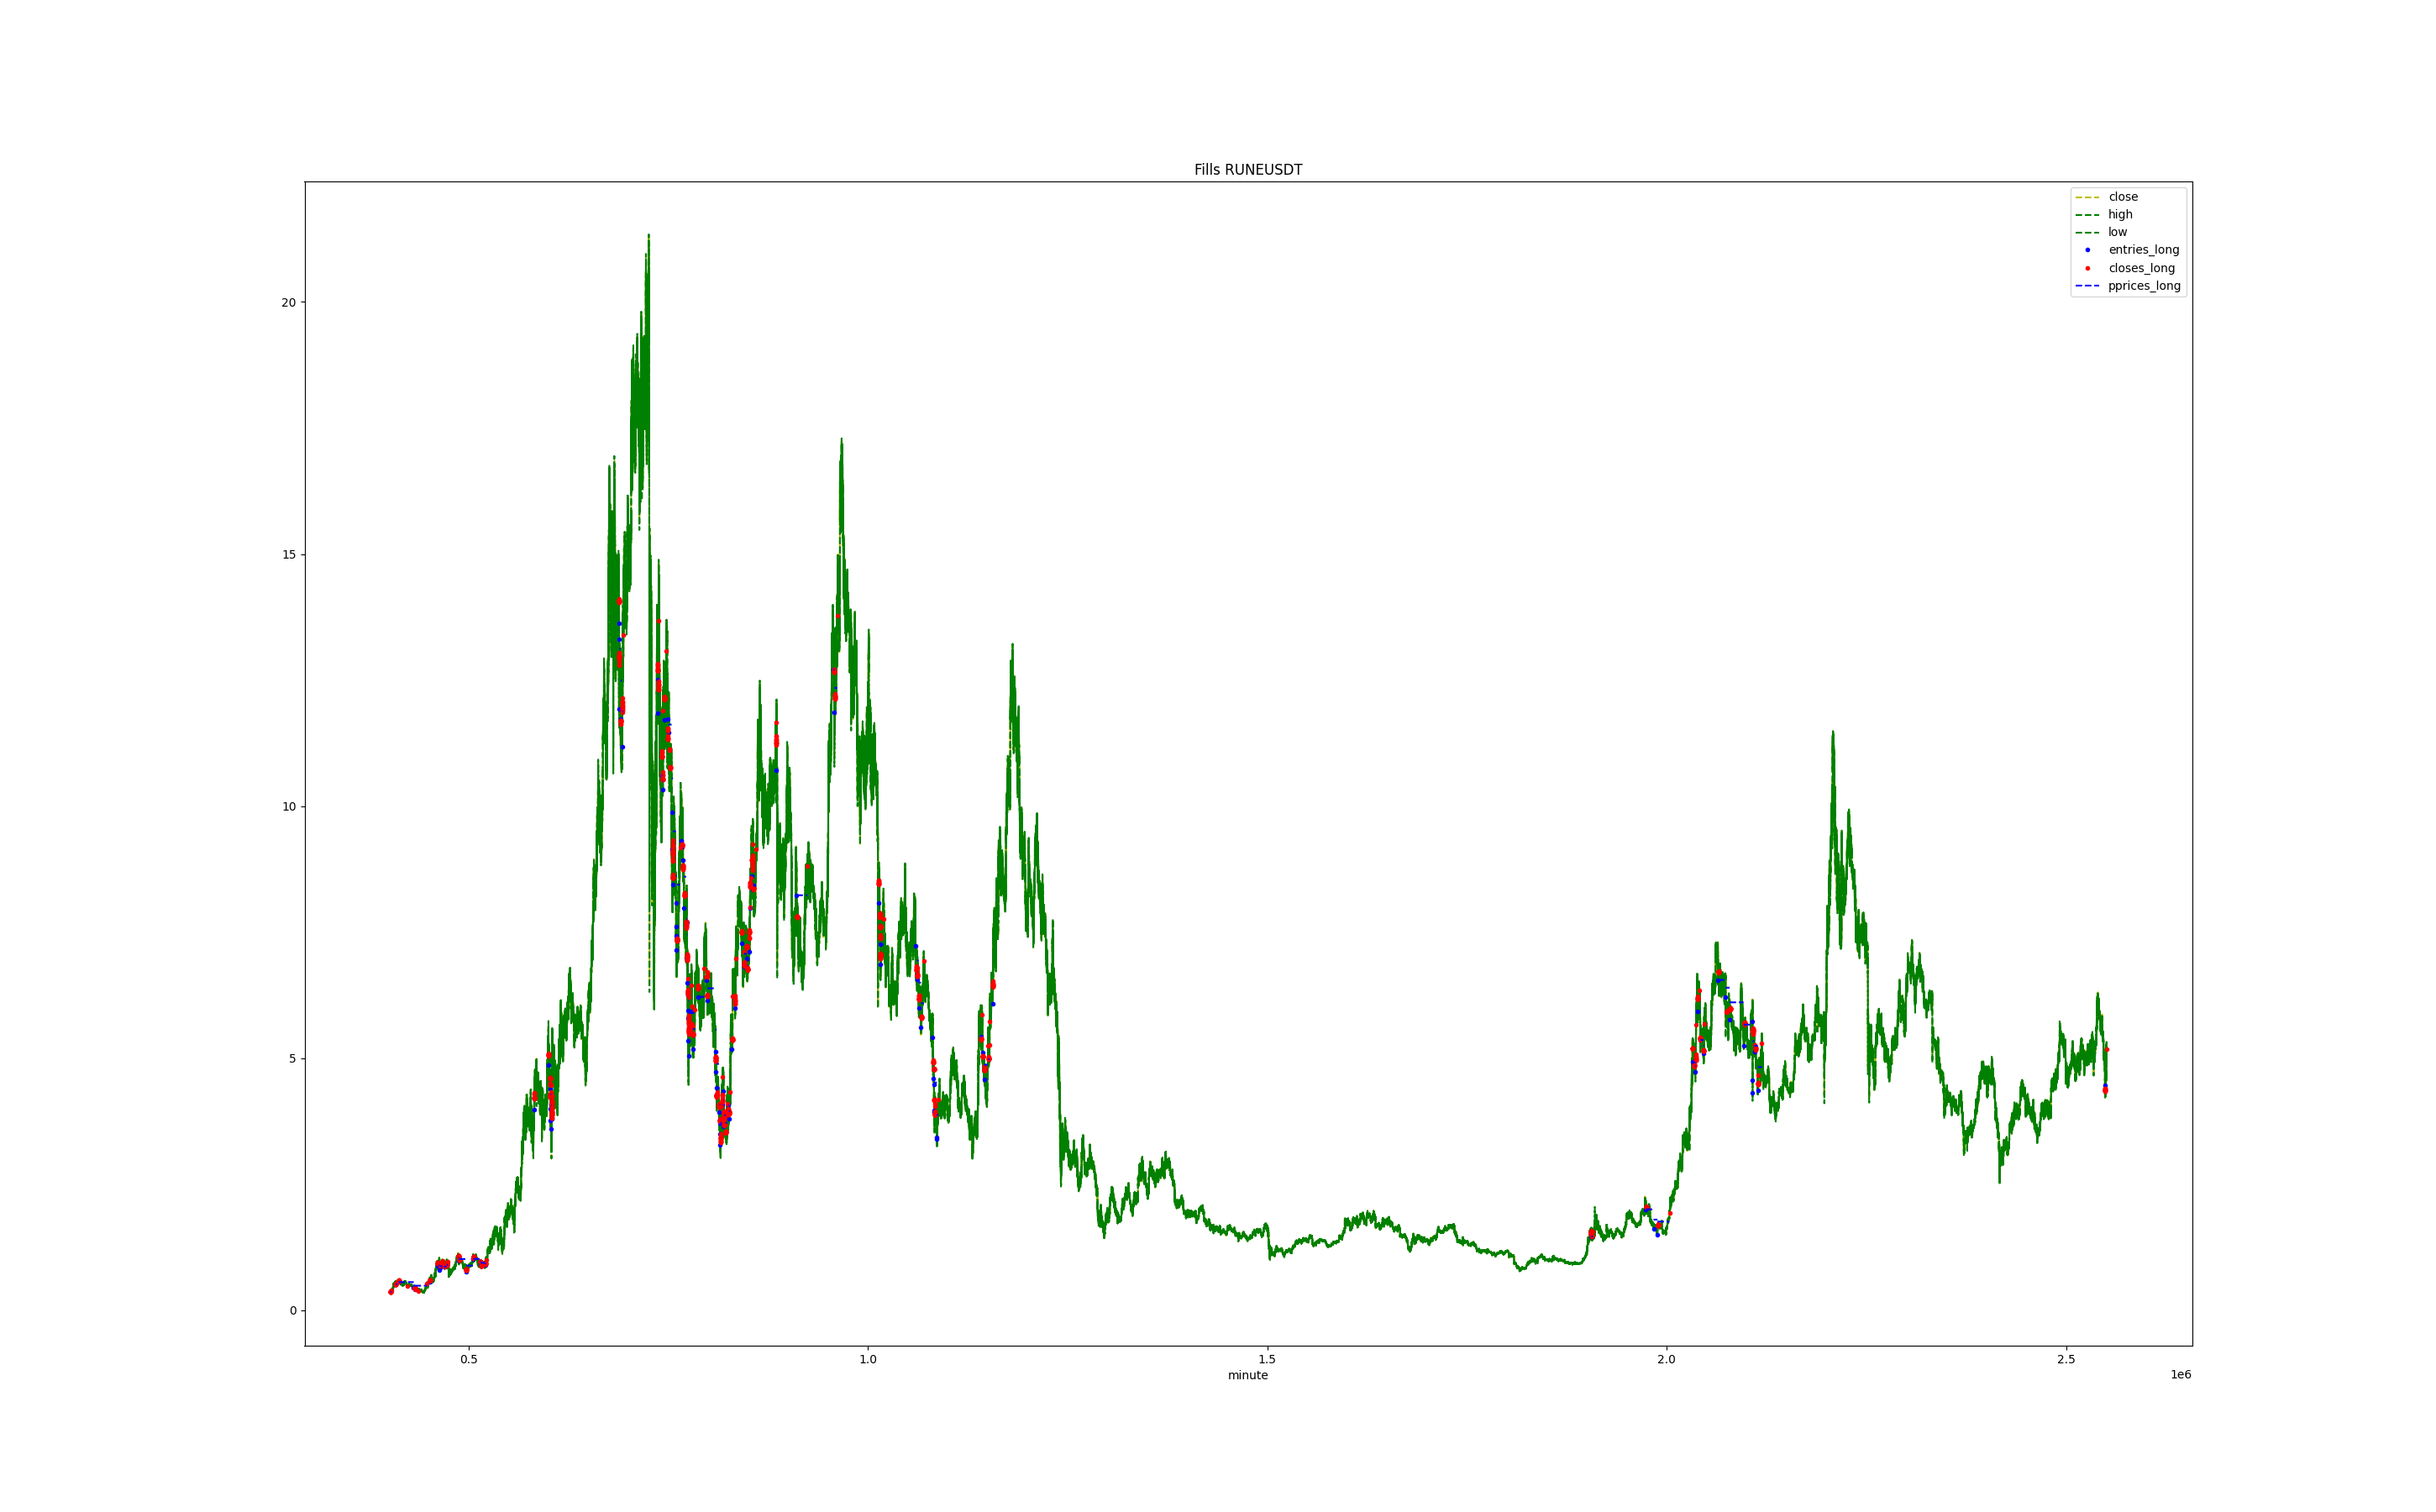 Fills RUNEUSDT
close
high
low
entries_long
closes_long
pprices_long
20
15
10
5
0
0.5 1.0 1.5 2.0 2.5
minute
1e6